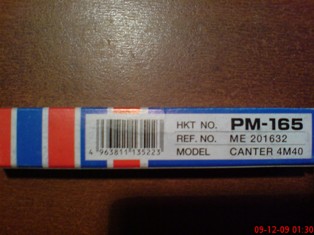 HKT NO. PM-165
REF. NO. ME 201632
MODEL CANTER 4M40
4 963811 135223
09-12-09 01:30